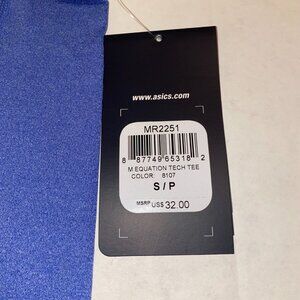 www.asics.com
MR2251
8 87749 65318 2
M EQUATION TECH TEE
COLOR: 8107
S / P
MSRP US$ 32.00